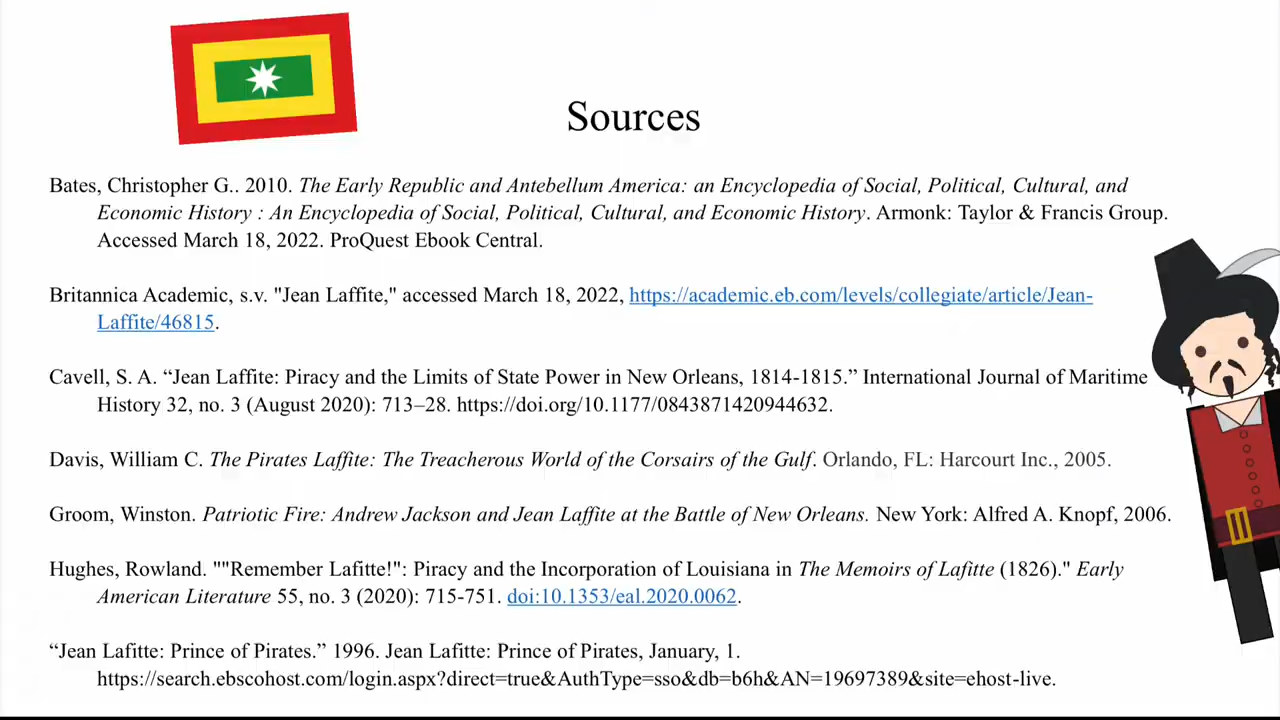 Sources
Bates, Christopher G.. 2010. The Early Republic and Antebellum America: an Encyclopedia of Social, Political, Cultural, and
Economic History : An Encyclopedia of Social, Political, Cultural, and Economic History. Armonk: Taylor & Francis Group.
Accessed March 18, 2022. ProQuest Ebook Central.
Britannica Academic, s.v. "Jean Laffite," accessed March 18, 2022, https://academic.eb.com/levels/collegiate/article/Jean-
Laffite/46815.
Cavell, S. A. “Jean Laffite: Piracy and the Limits of State Power in New Orleans, 1814-1815.” International Journal of Maritime
History 32, no. 3 (August 2020): 713–28. https://doi.org/10.1177/0843871420944632.
Davis, William C. The Pirates Laffite: The Treacherous World of the Corsairs of the Gulf. Orlando, FL: Harcourt Inc., 2005.
Groom, Winston. Patriotic Fire: Andrew Jackson and Jean Laffite at the Battle of New Orleans. New York: Alfred A. Knopf, 2006.
Hughes, Rowland. ""Remember Lafitte!": Piracy and the Incorporation of Louisiana in The Memoirs of Lafitte (1826)." Early
American Literature 55, no. 3 (2020): 715-751. doi:10.1353/eal.2020.0062.
“Jean Lafitte: Prince of Pirates.” 1996. Jean Lafitte: Prince of Pirates, January, 1.
https://search.ebscohost.com/login.aspx?direct=true&AuthType=sso&db=b6h&AN=19697389&site=ehost-live.